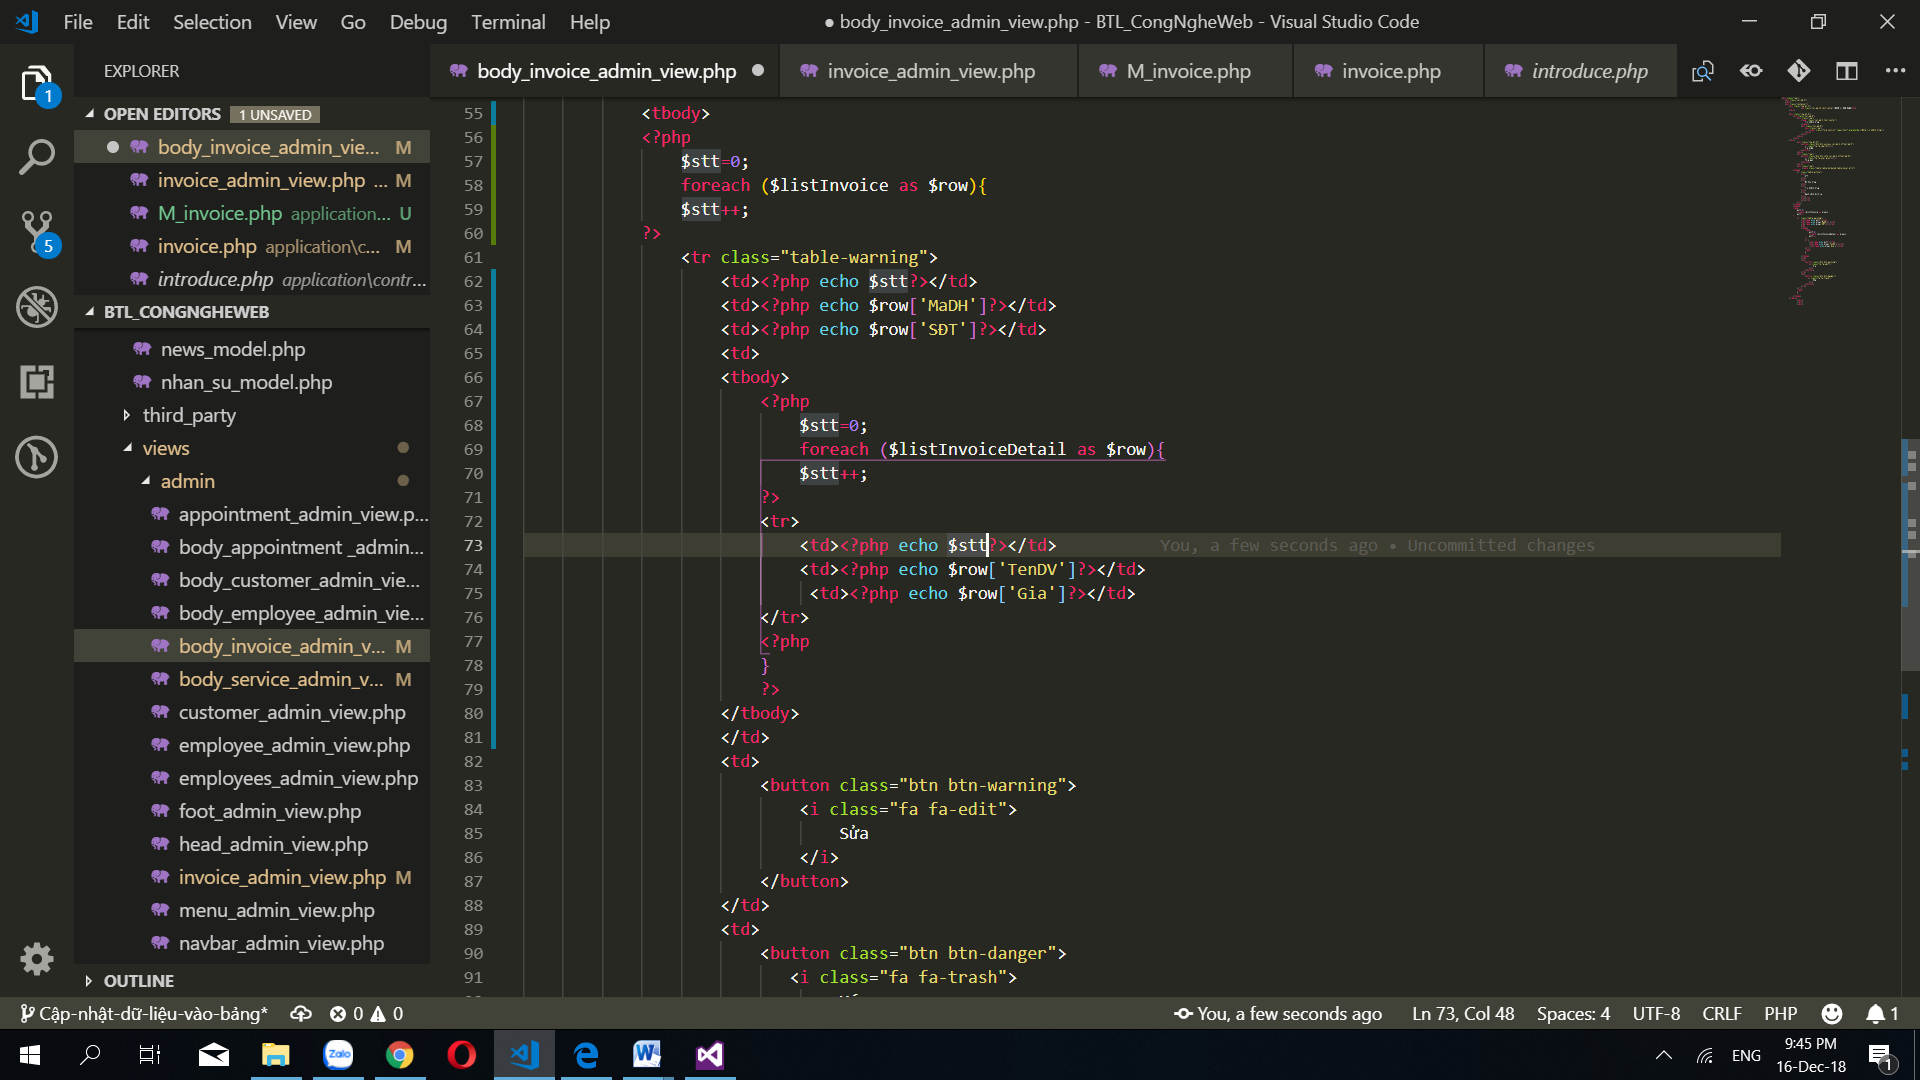 File Edit Selection View Go Debug Terminal Help
● body_invoice_admin_view.php - BTL_CongNgheWeb - Visual Studio Code
EXPLORER
1
OPEN EDITORS 1 UNSAVED
body_invoice_admin_vie... M
invoice_admin_view.php ... M
M_invoice.php application... U
invoice.php application\c... M
introduce.php application\contr...
5
BTL_CONGNGHEWEB
news_model.php
nhan_su_model.php
third_party
views
admin
appointment_admin_view.p...
body_appointment _admin...
body_customer_admin_vie...
body_employee_admin_vie...
body_invoice_admin_v... M
body_service_admin_v... M
customer_admin_view.php
employee_admin_view.php
employees_admin_view.php
foot_admin_view.php
head_admin_view.php
invoice_admin_view.php M
menu_admin_view.php
navbar_admin_view.php
OUTLINE
body_invoice_admin_view.php
invoice_admin_view.php
M_invoice.php
invoice.php
introduce.php
55 <tbody>
56 <?php
57 $stt=0;
58 foreach ($listInvoice as $row){
59 $stt++;
60 ?>
61 <tr class="table-warning">
62 <td><?php echo $stt?></td>
63 <td><?php echo $row['MaDH']?></td>
64 <td><?php echo $row['SĐT']?></td>
65 <td>
66 <tbody>
67 <?php
68 $stt=0;
69 foreach ($listInvoiceDetail as $row){
70 $stt++;
71 ?>
72 <tr>
73 <td><?php echo $stt?></td> You, a few seconds ago • Uncommitted changes
74 <td><?php echo $row['TenDV']?></td>
75 <td><?php echo $row['Gia']?></td>
76 </tr>
77 <?php
78 }
79 ?>
80 </tbody>
81 </td>
82 <td>
83 <button class="btn btn-warning">
84 <i class="fa fa-edit">
85 Sửa
86 </i>
87 </button>
88 </td>
89 <td>
90 <button class="btn btn-danger">
91 <i class="fa fa-trash">
Cập-nhật-dữ-liệu-vào-bảng* 0 0 You, a few seconds ago Ln 73, Col 48 Spaces: 4 UTF-8 CRLF PHP 1
Zalo
ENG
9:45 PM
16-Dec-18
1